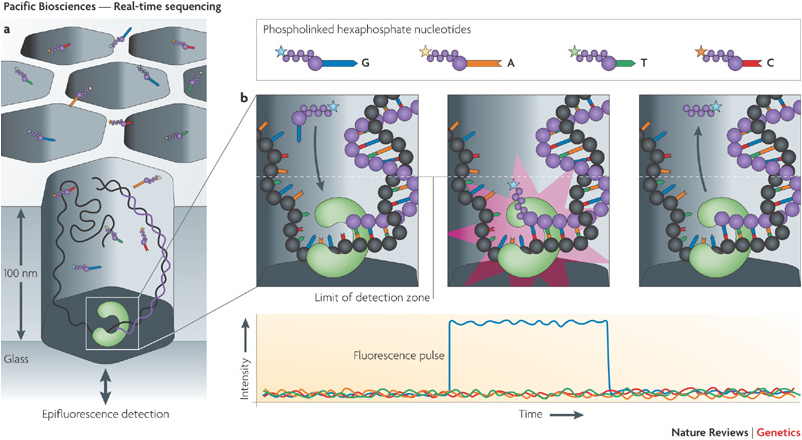 Pacific Biosciences — Real-time sequencing
a
Phospholinked hexaphosphate nucleotides
G
A
T
C
b
100 nm
Glass
Epifluorescence detection
Limit of detection zone
Intensity
Fluorescence pulse
Time
Nature Reviews | Genetics